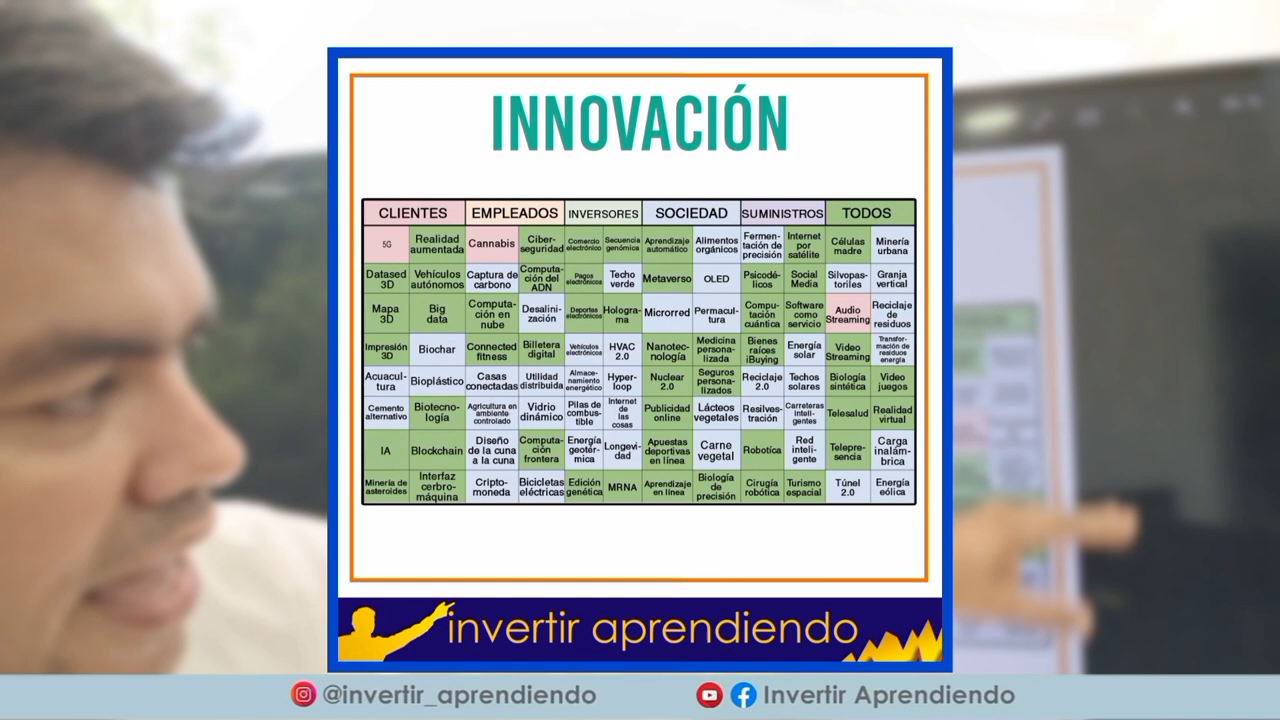 INNOVACIÓN
CLIENTES EMPLEADOS INVERSORES SOCIEDAD SUMINISTROS TODOS
5G Realidad aumentada Cannabis Ciber-seguridad Comercio electrónico Secuencia genómica Aprendizaje automático Alimentos orgánicos Fermen-tación de precisión Internet por satélite Células madre Minería urbana
Datased 3D Vehículos autónomos Captura de carbono Computa-ción del ADN Pagos electrónicos Techo verde Metaverso OLED Psicodé-licos Social Media Silvopas-toriles Granja vertical
Mapa 3D Big data Computa-ción en nube Desalini-zación Deportes electrónicos Hologra-ma Microrred Permacul-tura Compu-tación cuántica Software como servicio Audio Streaming Reciclaje de residuos
Impresión 3D Biochar Connected fitness Billetera digital Vehículos electrónicos HVAC 2.0 Nanotec-nología Medicina persona-lizada Bienes raíces iBuying Energía solar Video Streaming Transfor-mación de residuos energía
Acuacul-tura Bioplástico Casas conectadas Utilidad distribuida Almace-namiento energético Hyper-loop Nuclear 2.0 Seguros persona-lizados Reciclaje 2.0 Techos solares Biología sintética Video juegos
Cemento alternativo Biotecno-logía Agricultura en ambiente controlado Vidrio dinámico Pilas de combus-tible Internet de las cosas Publicidad online Lácteos vegetales Resilves-tración Carreteras inteli-gentes Telesalud Realidad virtual
IA Blockchain Diseño de la cuna a la cuna Computa-ción frontera Energía geotér-mica Longevi-dad Apuestas deportivas en línea Carne vegetal Robotíca Red inteli-gente Telepre-sencia Carga inalám-brica
Minería de asteroides Interfaz cerbro-máquina Cripto-moneda Bicicletas eléctricas Edición genética MRNA Aprendizaje en línea Biología de precisión Cirugía robótica Turismo espacial Túnel 2.0 Energía eólica
invertir aprendiendo
@invertir_aprendiendo Invertir Aprendiendo